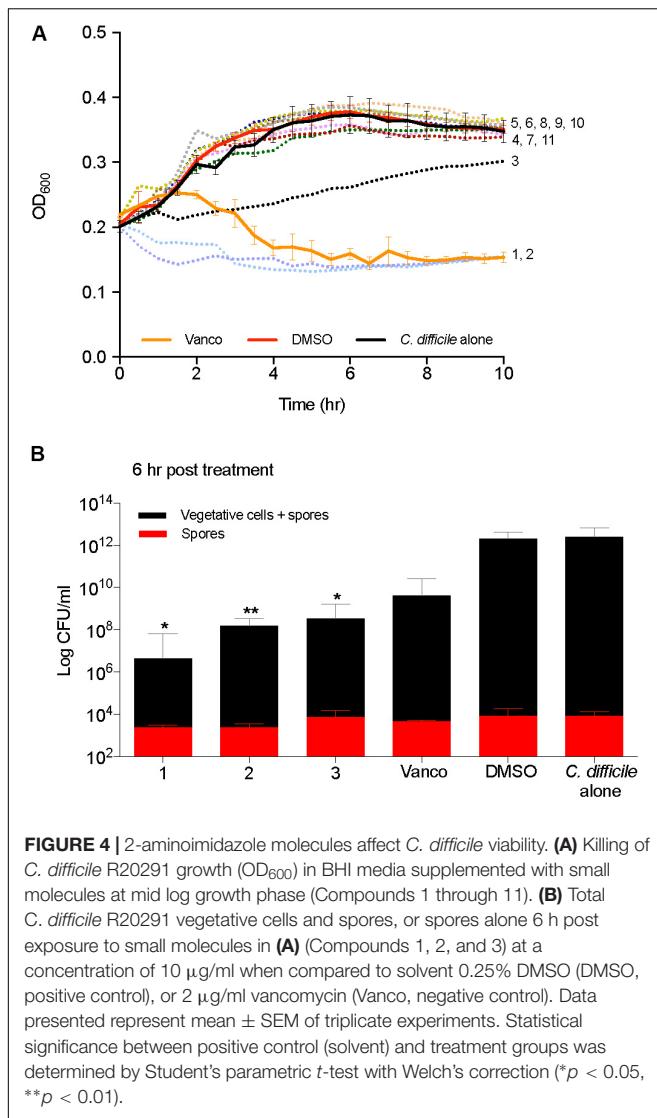 A
0.5
0.4
0.3
0.2
0.1
0.0
OD600
5, 6, 8, 9, 10
4, 7, 11
3
1, 2
Vanco DMSO C. difficile alone
0 2 4 6 8 10
Time (hr)
B
6 hr post treatment
Vegetative cells + spores
Spores
10^14
10^12
10^10
10^8
10^6
10^4
10^2
Log CFU/ml
* ** *
1 2 3 Vanco DMSO C. difficile
alone
FIGURE 4 | 2-aminoimidazole molecules affect C. difficile viability. (A) Killing of
C. difficile R20291 growth (OD600) in BHI media supplemented with small
molecules at mid log growth phase (Compounds 1 through 11). (B) Total
C. difficile R20291 vegetative cells and spores, or spores alone 6 h post
exposure to small molecules in (A) (Compounds 1, 2, and 3) at a
concentration of 10 μg/ml when compared to solvent 0.25% DMSO (DMSO,
positive control), or 2 μg/ml vancomycin (Vanco, negative control). Data
presented represent mean ± SEM of triplicate experiments. Statistical
significance between positive control (solvent) and treatment groups was
determined by Student's parametric t-test with Welch's correction (*p < 0.05,
**p < 0.01).